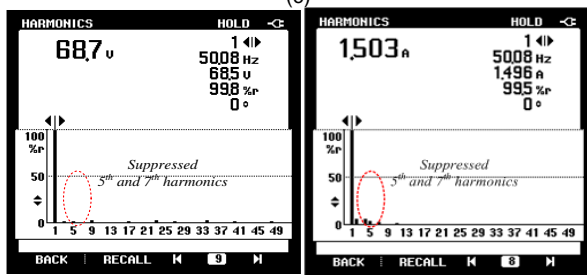 (c)
HARMONICS HOLD
68.7 V
1
50.08 Hz
68.5 V
99.8 %r
0 °
100
%r
50
0
Suppressed
5th and 7th harmonics
1 5 9 13 17 21 25 29 33 37 41 45 49
BACK RECALL 9
HARMONICS HOLD
1.503 A
1
50.08 Hz
1.496 A
99.5 %r
0 °
100
%r
50
0
Suppressed
5th and 7th harmonics
1 5 9 13 17 21 25 29 33 37 41 45 49
BACK RECALL 8